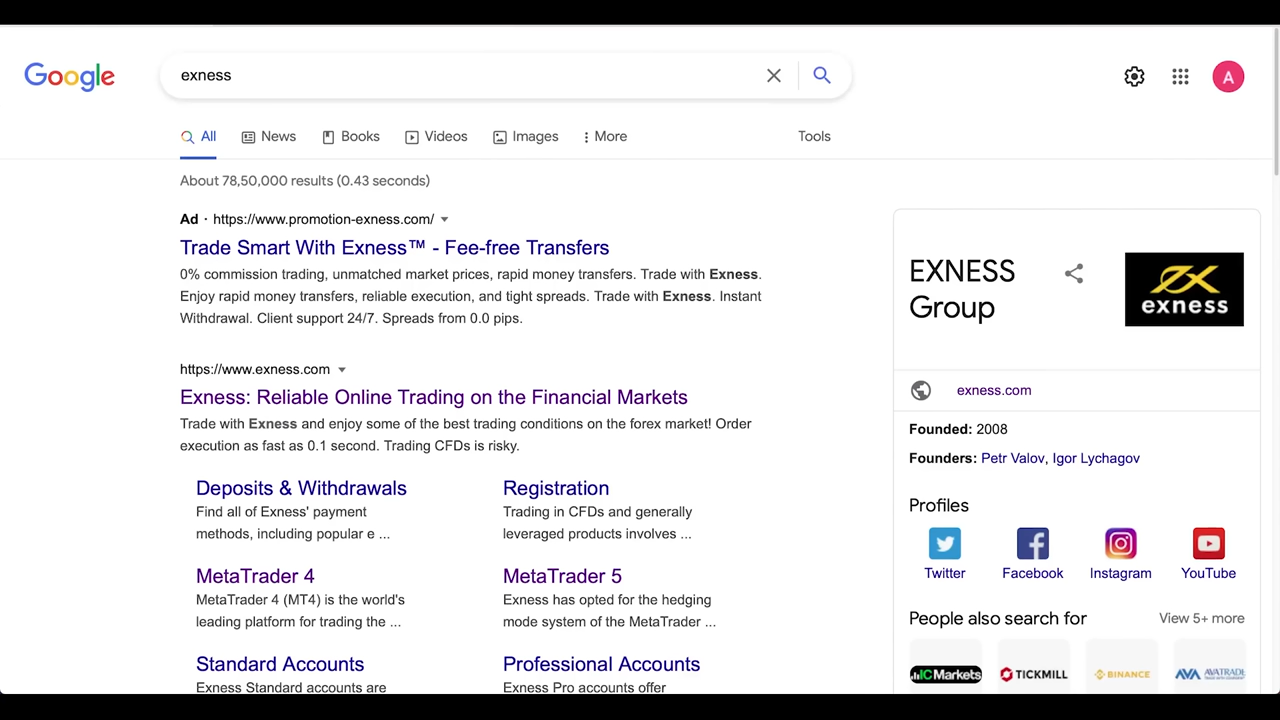 Google
exness
A
All
News
Books
Videos
Images
More
Tools
About 78,50,000 results (0.43 seconds)
Ad · https://www.promotion-exness.com/
Trade Smart With Exness™ - Fee-free Transfers
0% commission trading, unmatched market prices, rapid money transfers. Trade with Exness.
Enjoy rapid money transfers, reliable execution, and tight spreads. Trade with Exness. Instant
Withdrawal. Client support 24/7. Spreads from 0.0 pips.
https://www.exness.com
Exness: Reliable Online Trading on the Financial Markets
Trade with Exness and enjoy some of the best trading conditions on the forex market! Order
execution as fast as 0.1 second. Trading CFDs is risky.
Deposits & Withdrawals
Find all of Exness' payment
methods, including popular e ...
Registration
Trading in CFDs and generally
leveraged products involves ...
MetaTrader 4
MetaTrader 4 (MT4) is the world's
leading platform for trading the ...
MetaTrader 5
Exness has opted for the hedging
mode system of the MetaTrader ...
Standard Accounts
Exness Standard accounts are
Professional Accounts
Exness Pro accounts offer
EXNESS
Group
exness
exness.com
Founded: 2008
Founders: Petr Valov, Igor Lychagov
Profiles
Twitter
Facebook
Instagram
YouTube
People also search for
View 5+ more
IC Markets
TICKMILL
BINANCE
AVATRADE